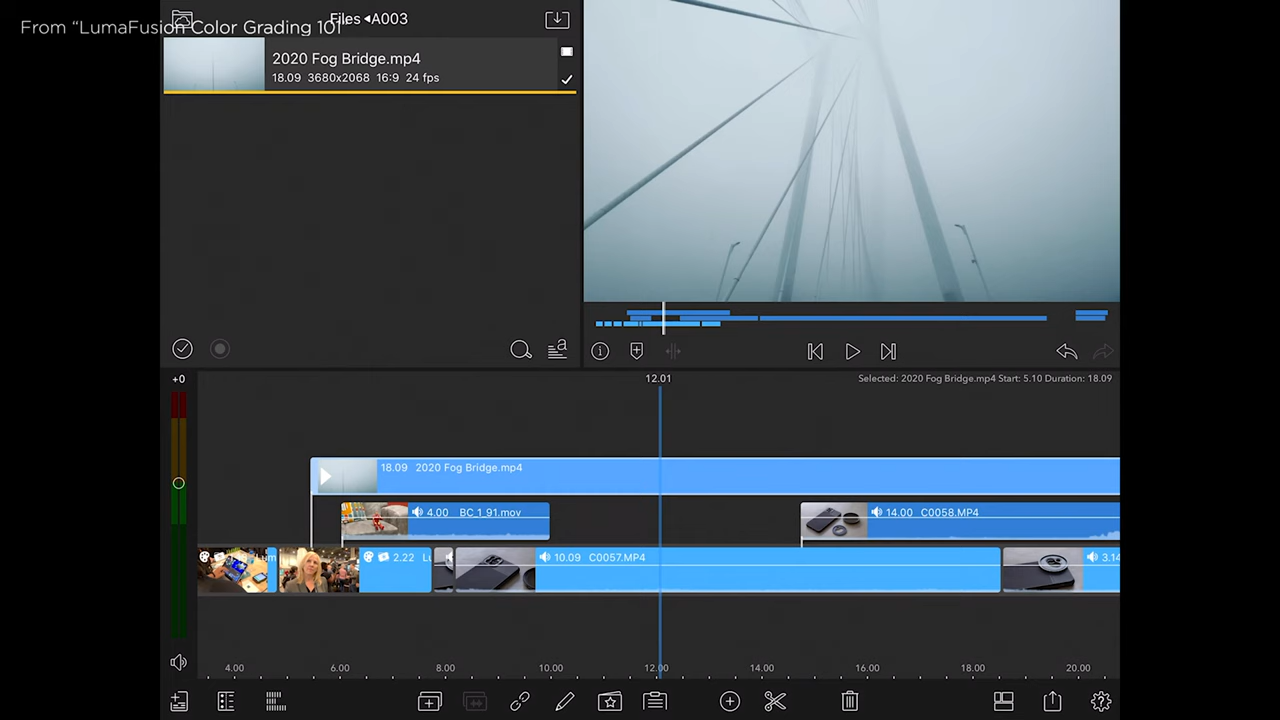 From “LumaFusion Color Grading 101”
Files ◂A003
2020 Fog Bridge.mp4
18.09 3680x2068 16:9 24 fps
+0
12.01
Selected: 2020 Fog Bridge.mp4 Start: 5.10 Duration: 18.09
18.09 2020 Fog Bridge.mp4
4.00 BC_1_91.mov
14.00 C0058.MP4
2.22
10.09 C0057.MP4
3.14
4.00 6.00 8.00 10.00 12.00 14.00 16.00 18.00 20.00